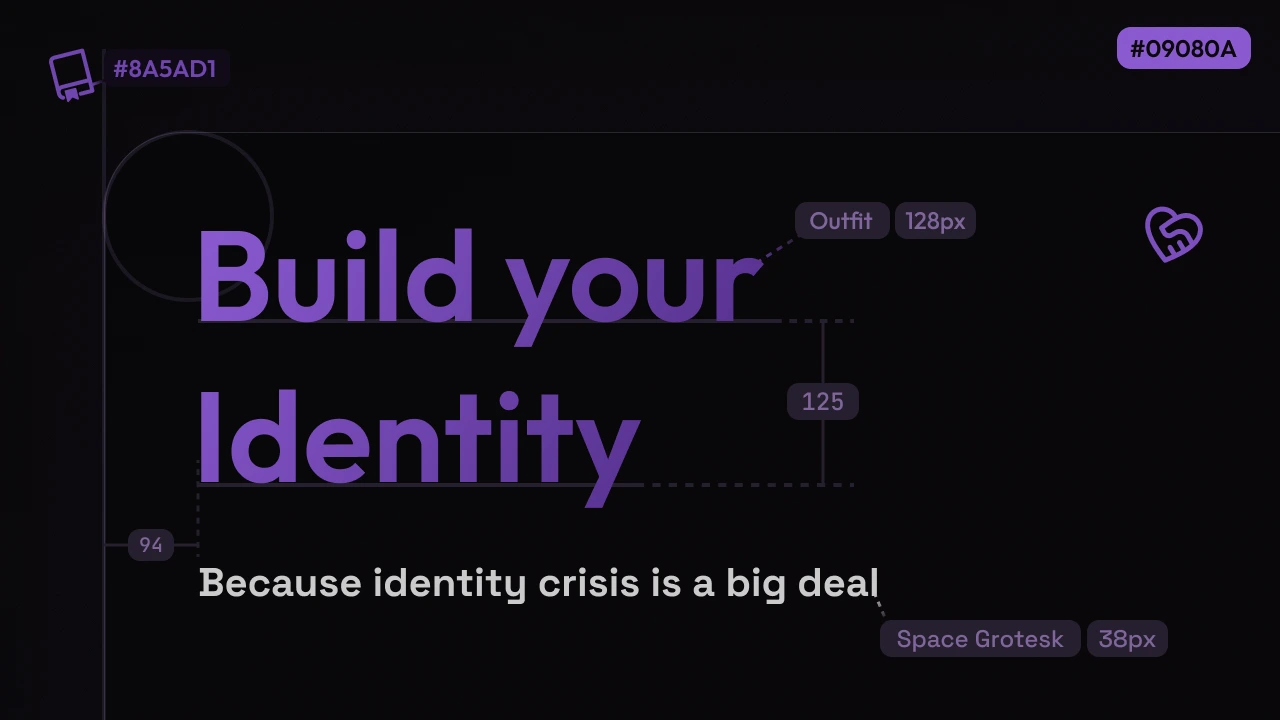 #09080A
#8A5AD1
Outfit 128px
Build your
125
Identity
94
Because identity crisis is a big deal
Space Grotesk 38px